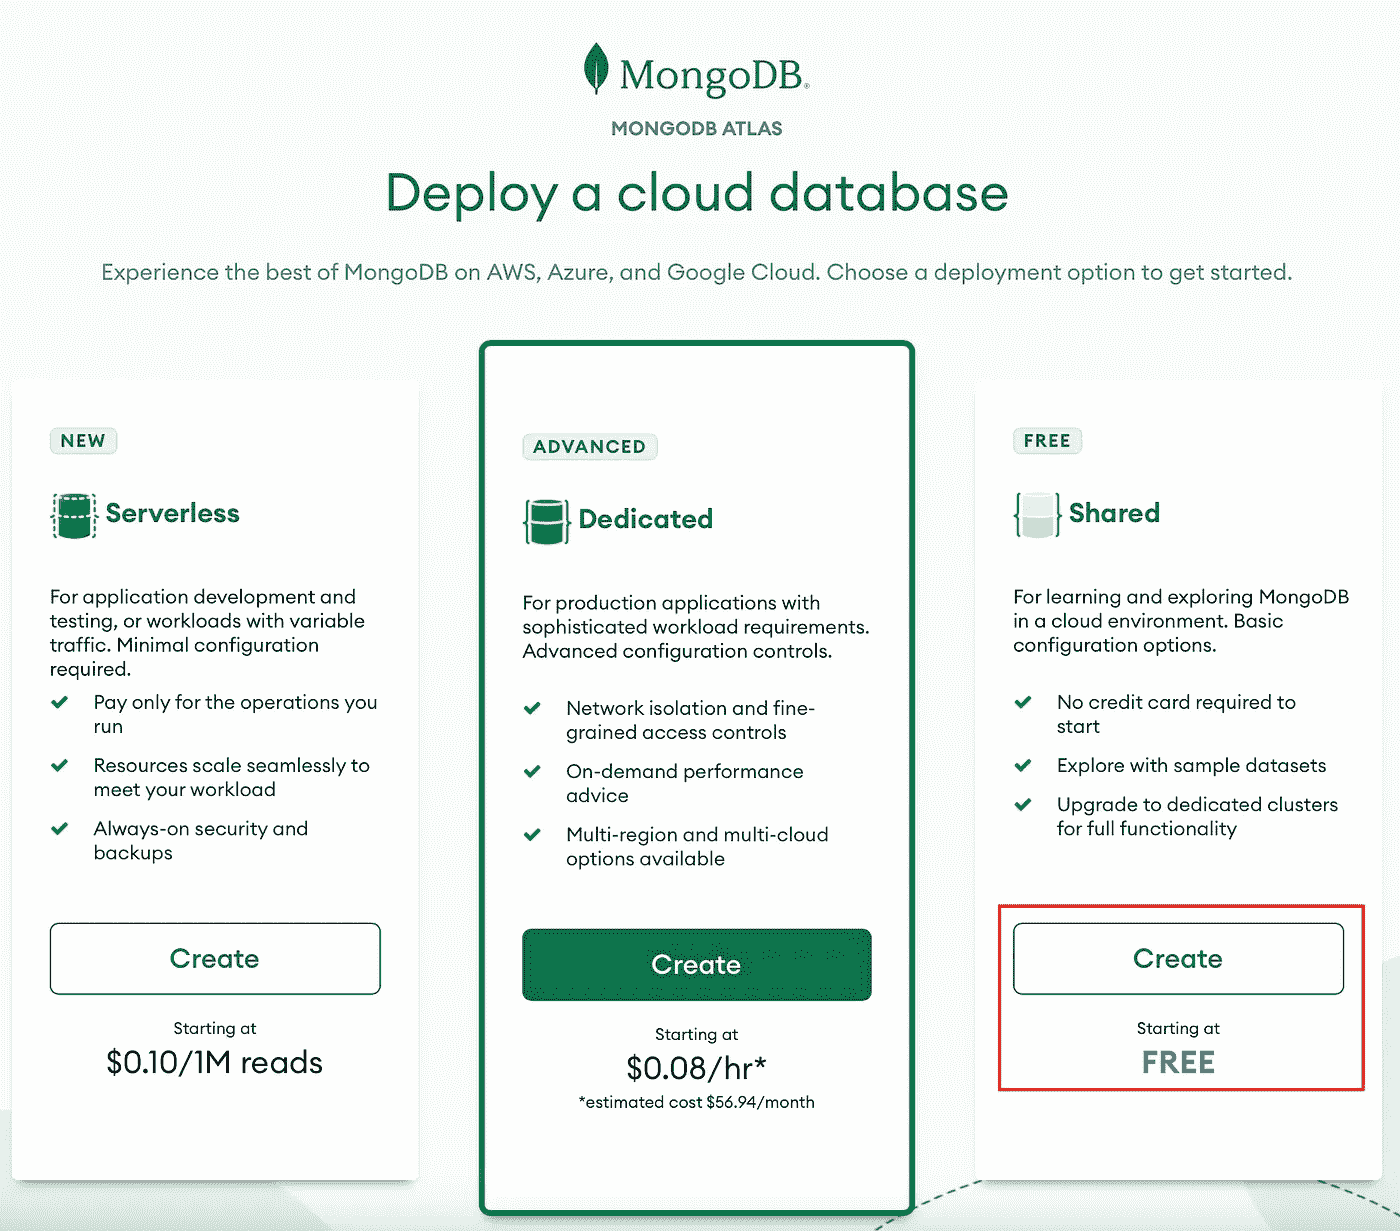 MongoDB®
MONGODB ATLAS
Deploy a cloud database
Experience the best of MongoDB on AWS, Azure, and Google Cloud. Choose a deployment option to get started.
NEW
Serverless
For application development and
testing, or workloads with variable
traffic. Minimal configuration
required.
Pay only for the operations you
run
Resources scale seamlessly to
meet your workload
Always-on security and
backups
Create
Starting at
$0.10/1M reads
ADVANCED
Dedicated
For production applications with
sophisticated workload requirements.
Advanced configuration controls.
Network isolation and fine-
grained access controls
On-demand performance
advice
Multi-region and multi-cloud
options available
Create
Starting at
$0.08/hr*
*estimated cost $56.94/month
FREE
Shared
For learning and exploring MongoDB
in a cloud environment. Basic
configuration options.
No credit card required to
start
Explore with sample datasets
Upgrade to dedicated clusters
for full functionality
Create
Starting at
FREE